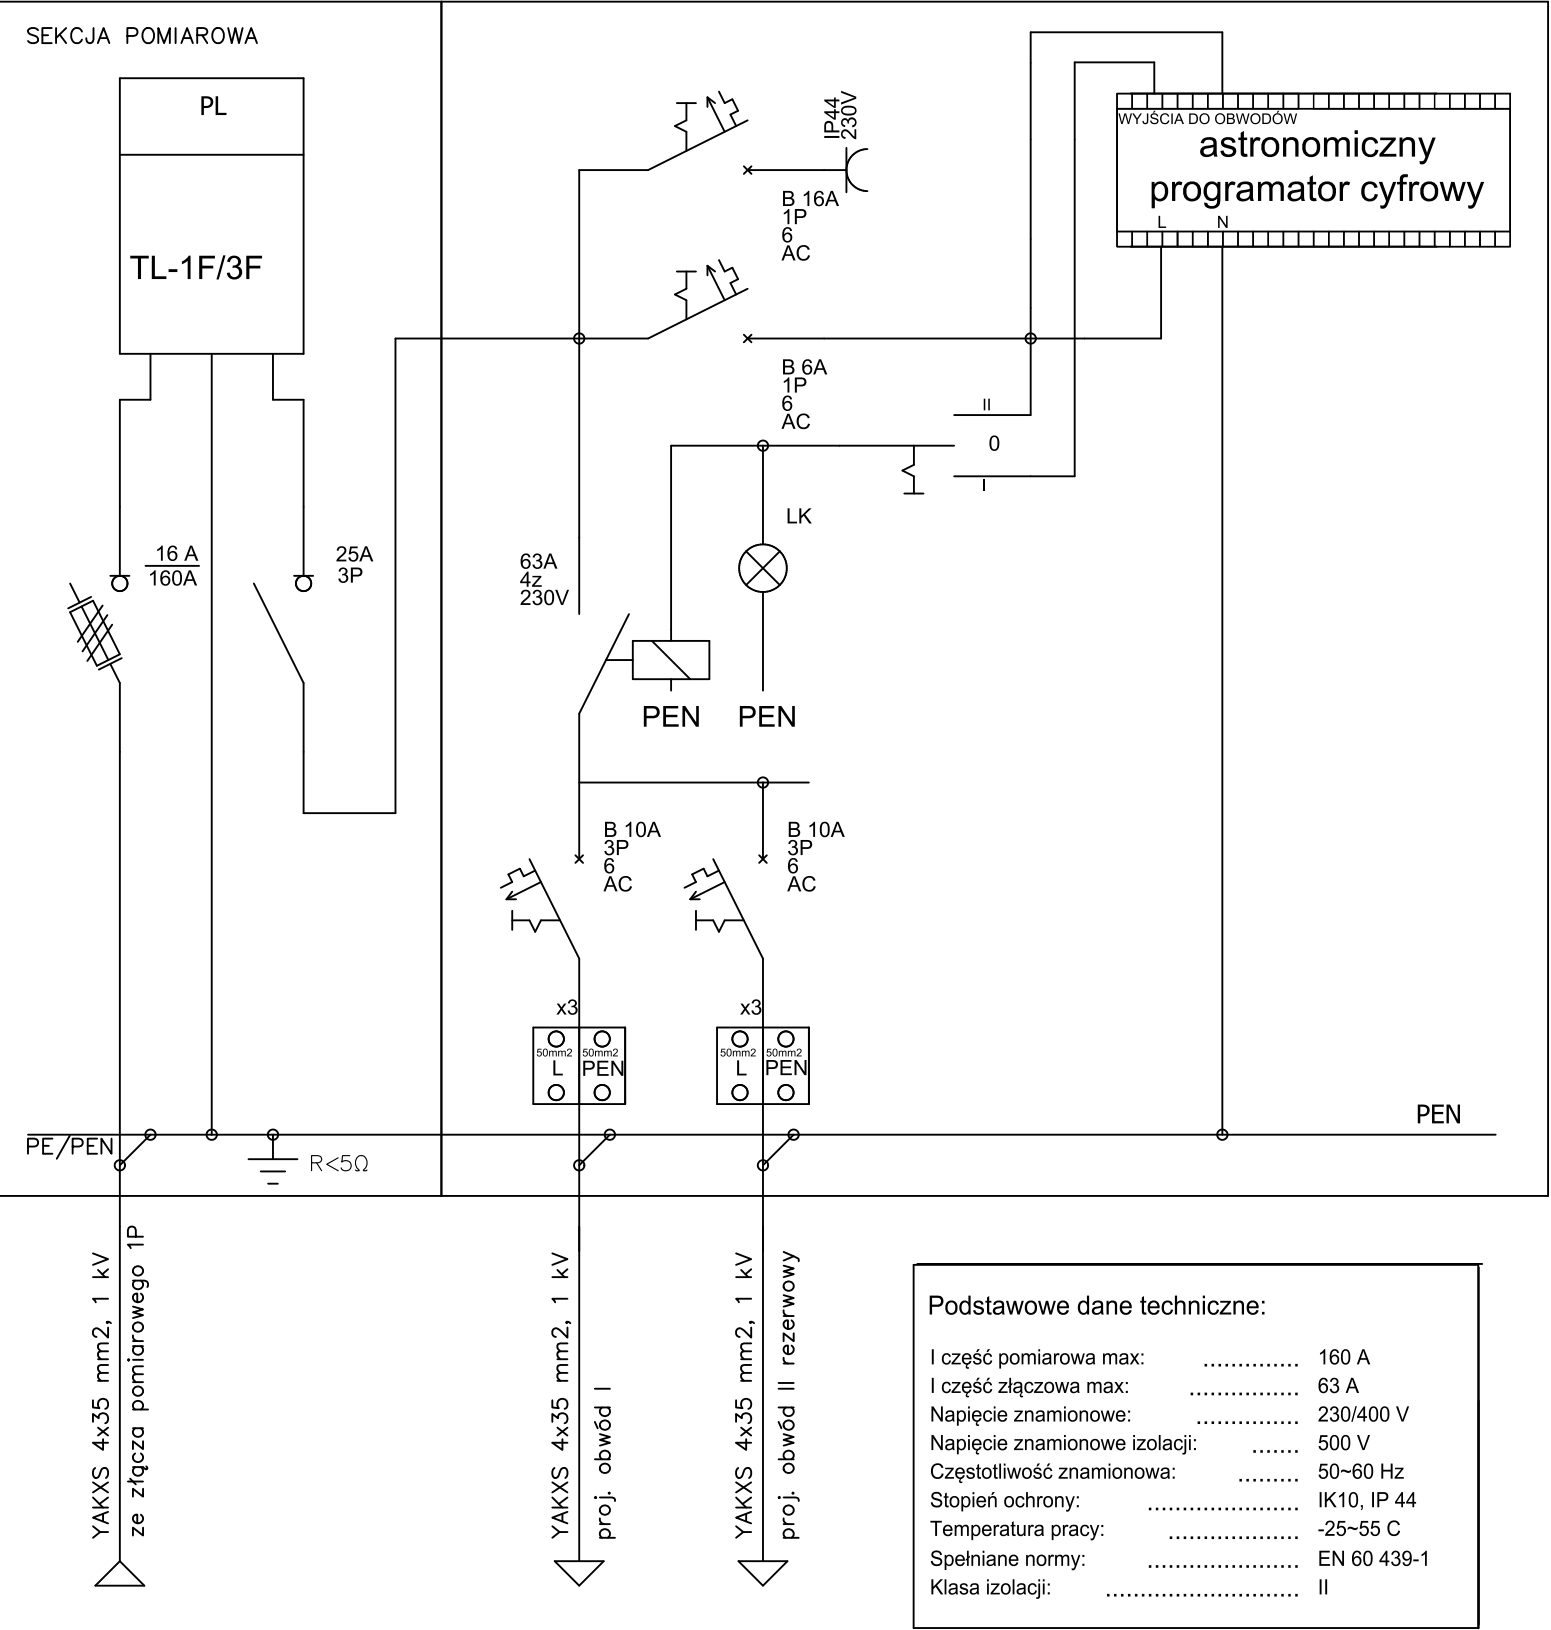 SEKCJA POMIAROWA
PL
TL-1F/3F
16 A
160A
25A
3P
IP44
230V
B 16A
1P
6
AC
B 6A
1P
6
AC
WYJŚCIA DO OBWODÓW
astronomiczny
programator cyfrowy
L N
II
0
I
LK
63A
4z
230V
PEN PEN
B 10A
3P
6
AC
B 10A
3P
6
AC
x3
50mm2 50mm2
L PEN
x3
50mm2 50mm2
L PEN
PE/PEN
R<5Ω
PEN
YAKXS 4x35 mm2, 1 kV
ze złącza pomiarowego 1P
YAKXS 4x35 mm2, 1 kV
proj. obwód I
YAKXS 4x35 mm2, 1 kV
proj. obwód II rezerwowy
Podstawowe dane techniczne:
I część pomiarowa max: .............. 160 A
I część złączowa max: ................ 63 A
Napięcie znamionowe: ............... 230/400 V
Napięcie znamionowe izolacji: ....... 500 V
Częstotliwość znamionowa: ......... 50~60 Hz
Stopień ochrony: ...................... IK10, IP 44
Temperatura pracy: ................... -25~55 C
Spełniane normy: ...................... EN 60 439-1
Klasa izolacji: ............................ II